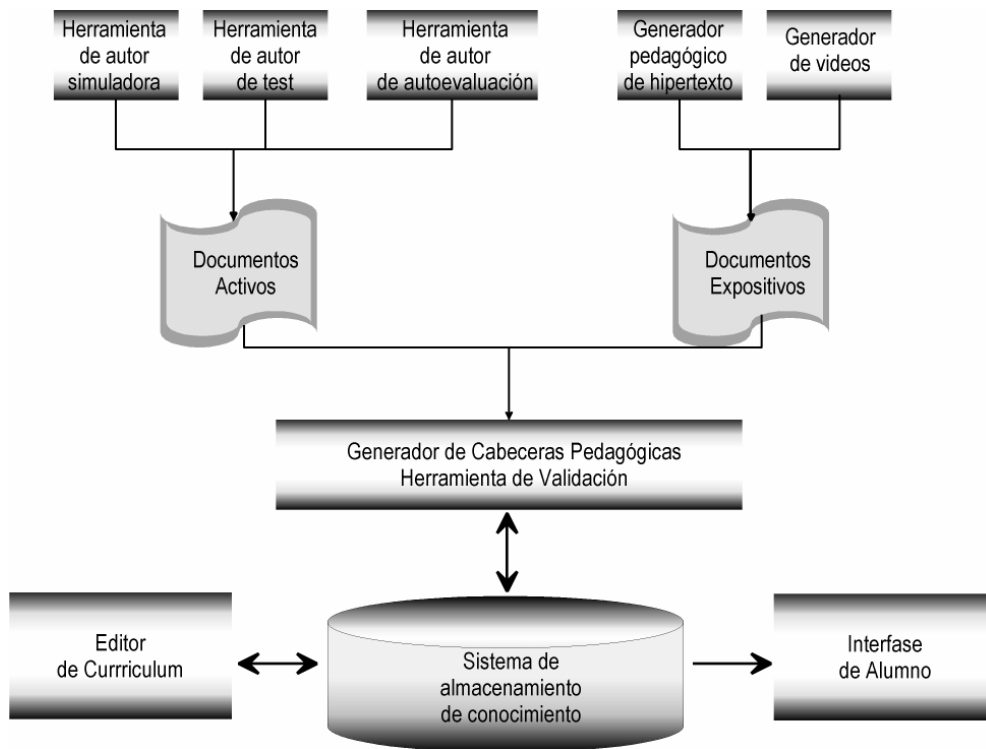 Herramienta
de autor
simuladora
Herramienta
de autor
de test
Herramienta
de autor
de autoevaluación
Generador
pedagógico
de hipertexto
Generador
de videos
Documentos
Activos
Documentos
Expositivos
Generador de Cabeceras Pedagógicas
Herramienta de Validación
Editor
de Currriculum
Sistema de
almacenamiento
de conocimiento
Interfase
de Alumno